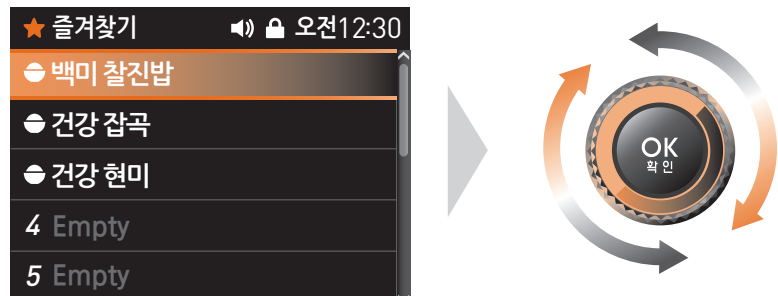 즐겨찾기 오전12:30
백미 찰진밥
건강 잡곡
건강 현미
4 Empty
5 Empty
OK
확인